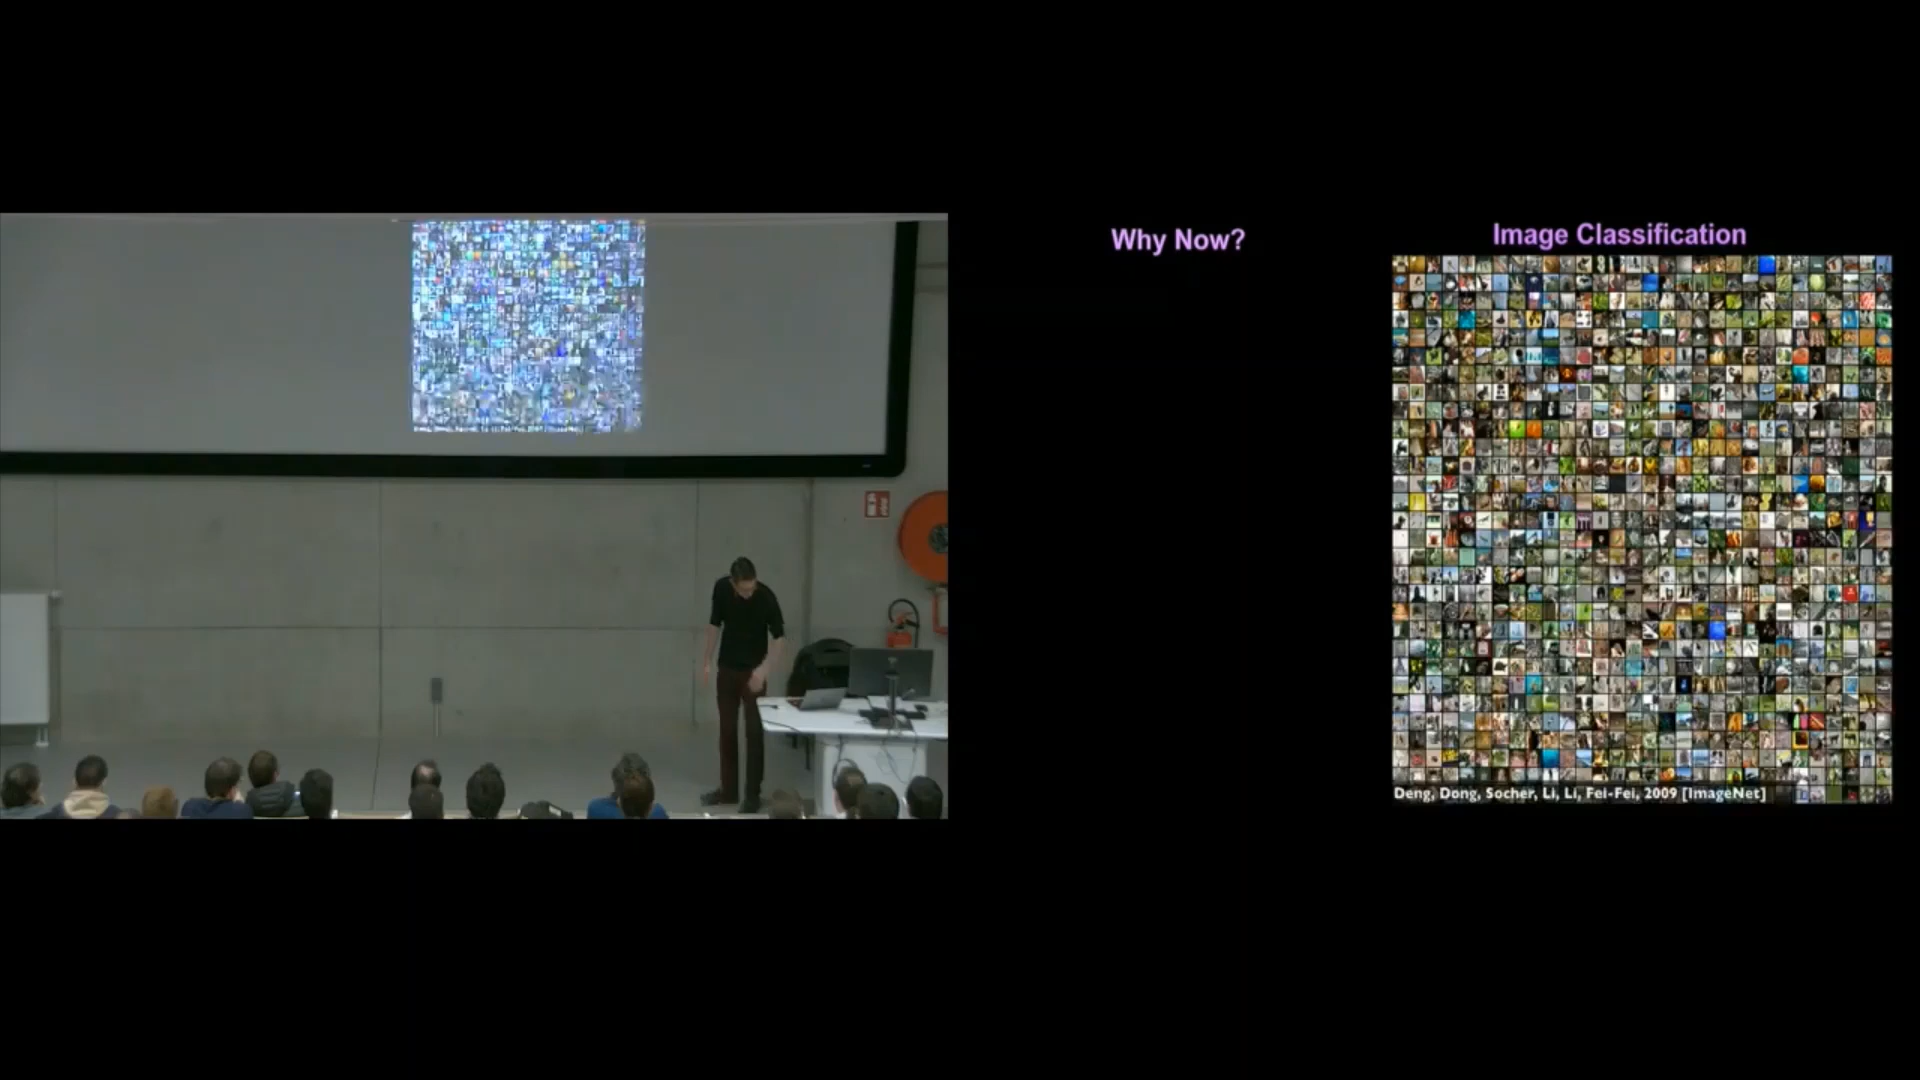 Why Now?
Image Classification
Deng, Dong, Socher, Li, Li, Fei-Fei, 2009 [ImageNet]